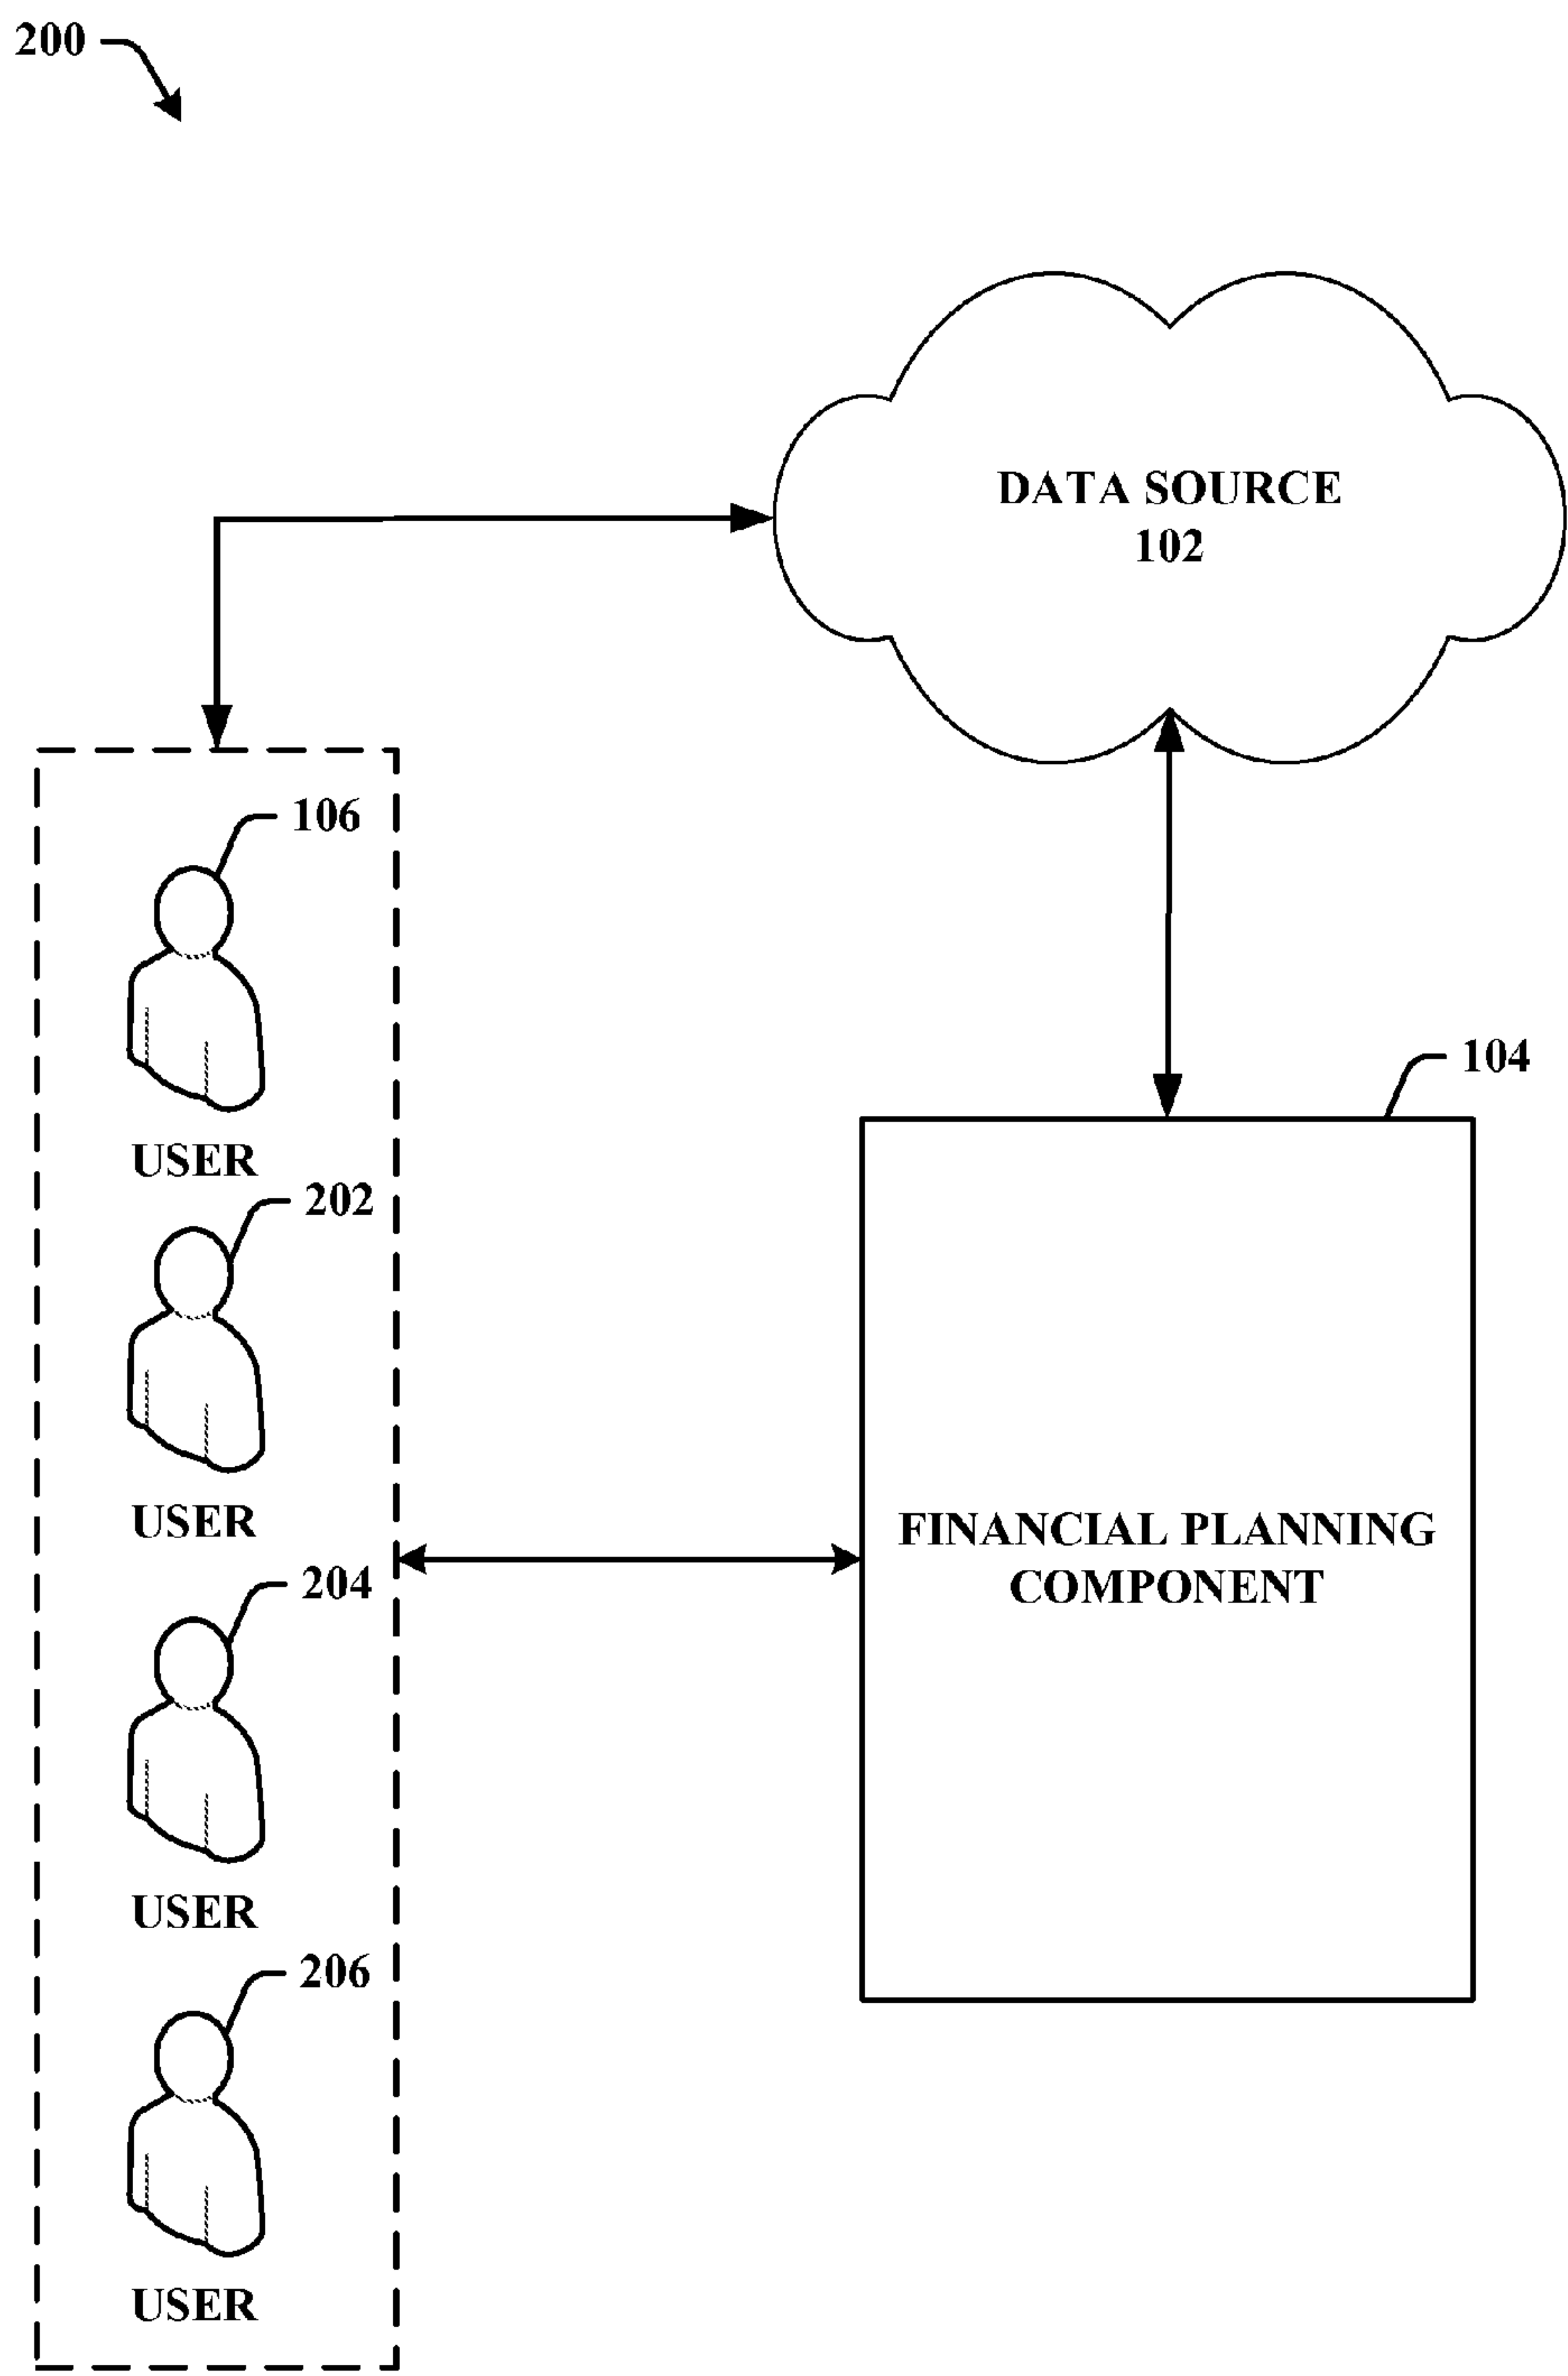 200
DATA SOURCE
102
106
USER
202
USER
204
USER
206
USER
104
FINANCIAL PLANNING
COMPONENT